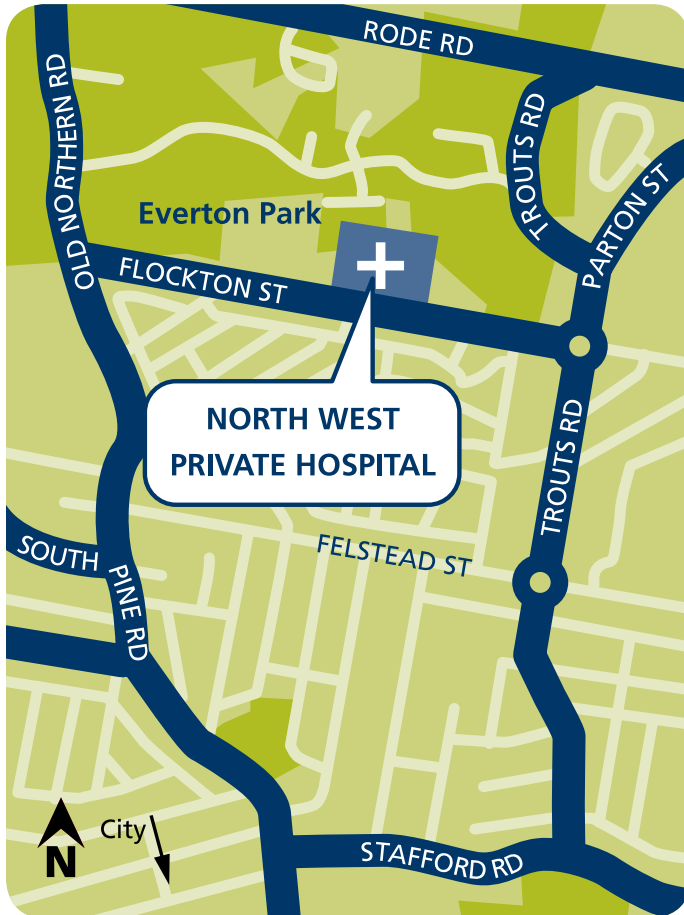 RODE RD
OLD NORTHERN RD
TROUTS RD
PARTON ST
Everton Park
FLOCKTON ST
NORTH WEST
PRIVATE HOSPITAL
TROUTS RD
FELSTEAD ST
SOUTH PINE RD
City
N
STAFFORD RD